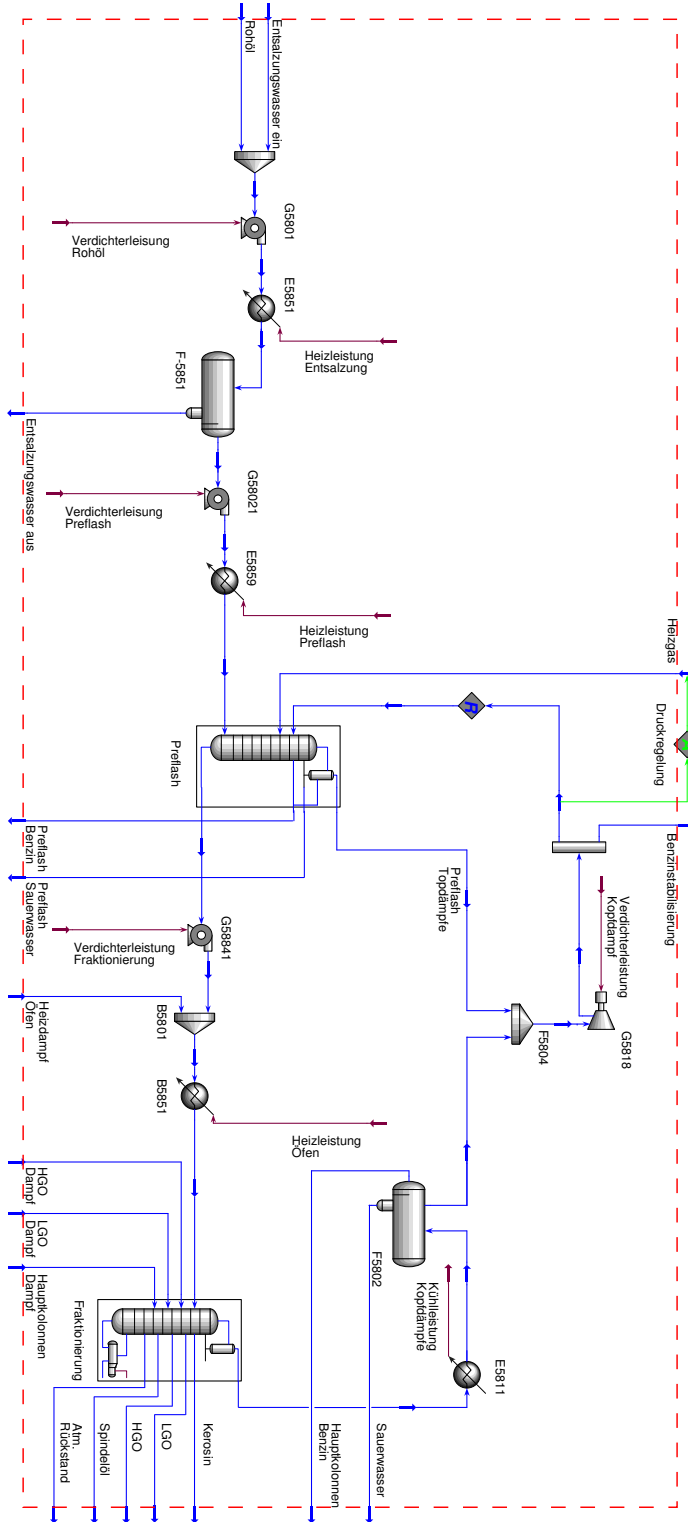 Entsalzungswasser ein
Rohöl
G5801
Verdichterleisung
Rohöl
E5851
Heizleistung
Entsalzung
F-5851
Entsalzungswasser aus
G58021
Verdichterleisung
Preflash
E5859
Heizleistung
Preflash
Heizgas
Druckregelung
R
Preflash
Preflash
Benzin
Preflash
Sauerwasser
Preflash
Topdämpfe
Benzinstabilisierung
Verdichterleistung
Kopfdampf
G5818
F5804
G58841
Verdichterleistung
Fraktionierung
Heizdampf
Öfen
B5801
B5851
Heizleistung
Öfen
HGO
Dampf
LGO
Dampf
Hauptkolonnen
Dampf
F5802
Kühlleistung
Kopfdämpfe
E5811
Fraktionierung
Sauerwasser
Hauptkolonnen
Benzin
Kerosin
LGO
HGO
Spindelöl
Atm.
Rückstand